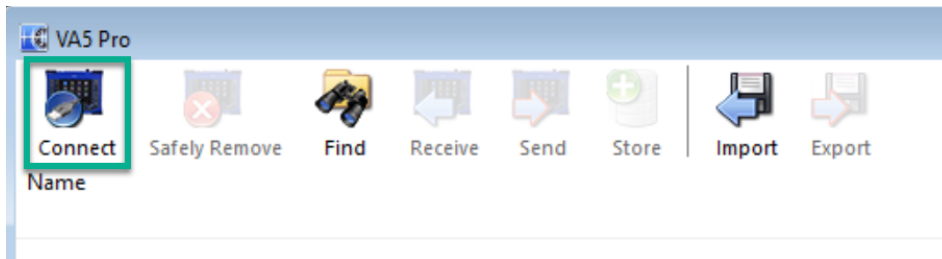 VA5 Pro
Connect Safely Remove Find Receive Send Store Import Export
Name